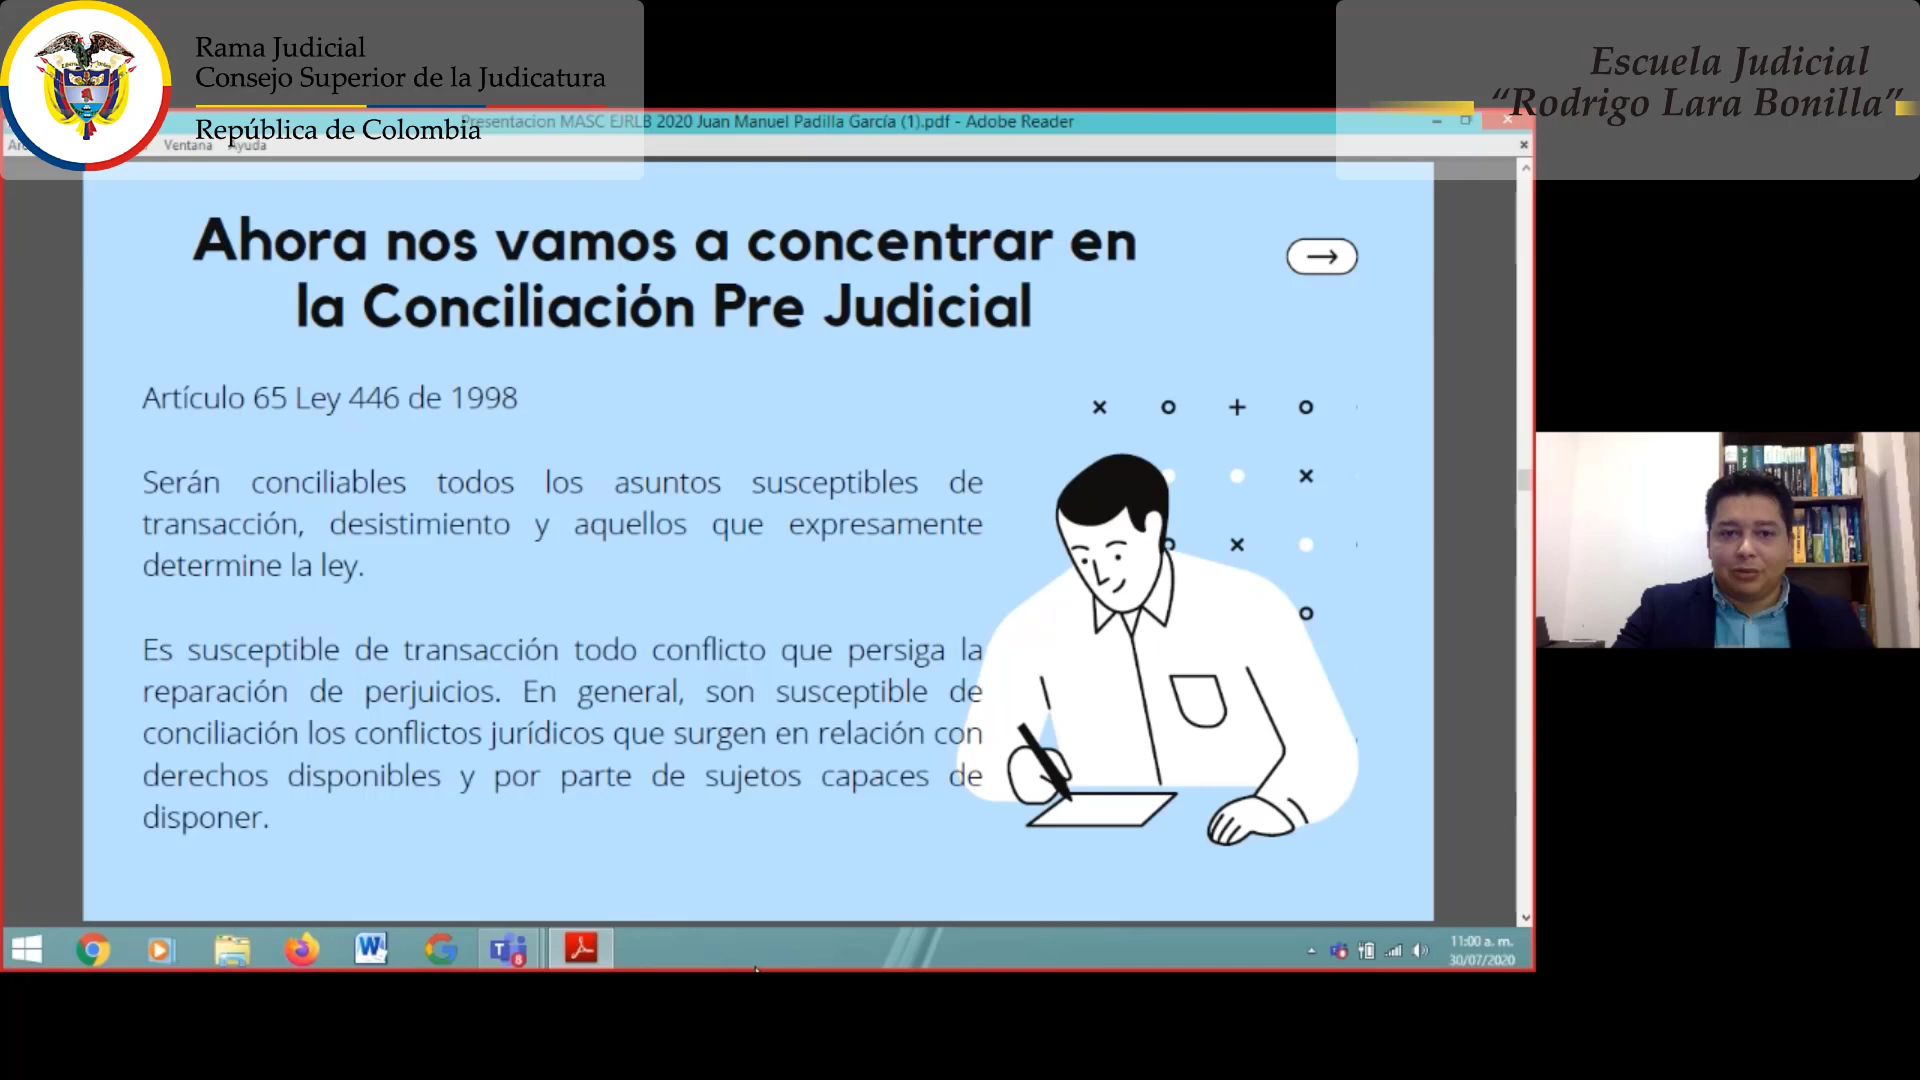 Rama Judicial
Consejo Superior de la Judicatura
República de Colombia
Escuela Judicial
“Rodrigo Lara Bonilla”
Presentacion MASC EJRLB 2020 Juan Manuel Padilla García (1).pdf - Adobe Reader
Ventana Ayuda
Ahora nos vamos a concentrar en
la Conciliación Pre Judicial
Artículo 65 Ley 446 de 1998
Serán conciliables todos los asuntos susceptibles de
transacción, desistimiento y aquellos que expresamente
determine la ley.
Es susceptible de transacción todo conflicto que persiga la
reparación de perjuicios. En general, son susceptible de
conciliación los conflictos jurídicos que surgen en relación con
derechos disponibles y por parte de sujetos capaces de
disponer.
11:00 a. m.
30/07/2020